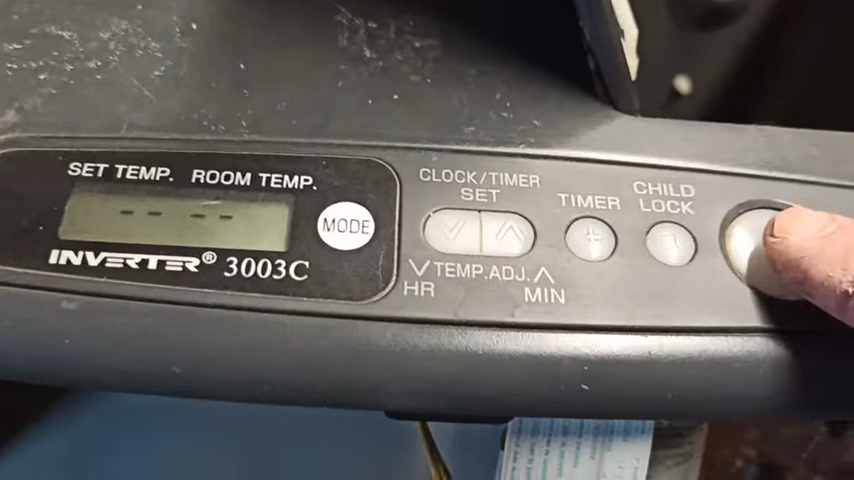 SET TEMP. ROOM TEMP.
-- --
MODE
INVERTER® 3003C
CLOCK/TIMER
SET
TEMP.ADJ.
HR MIN
TIMER
CHILD
LOCK